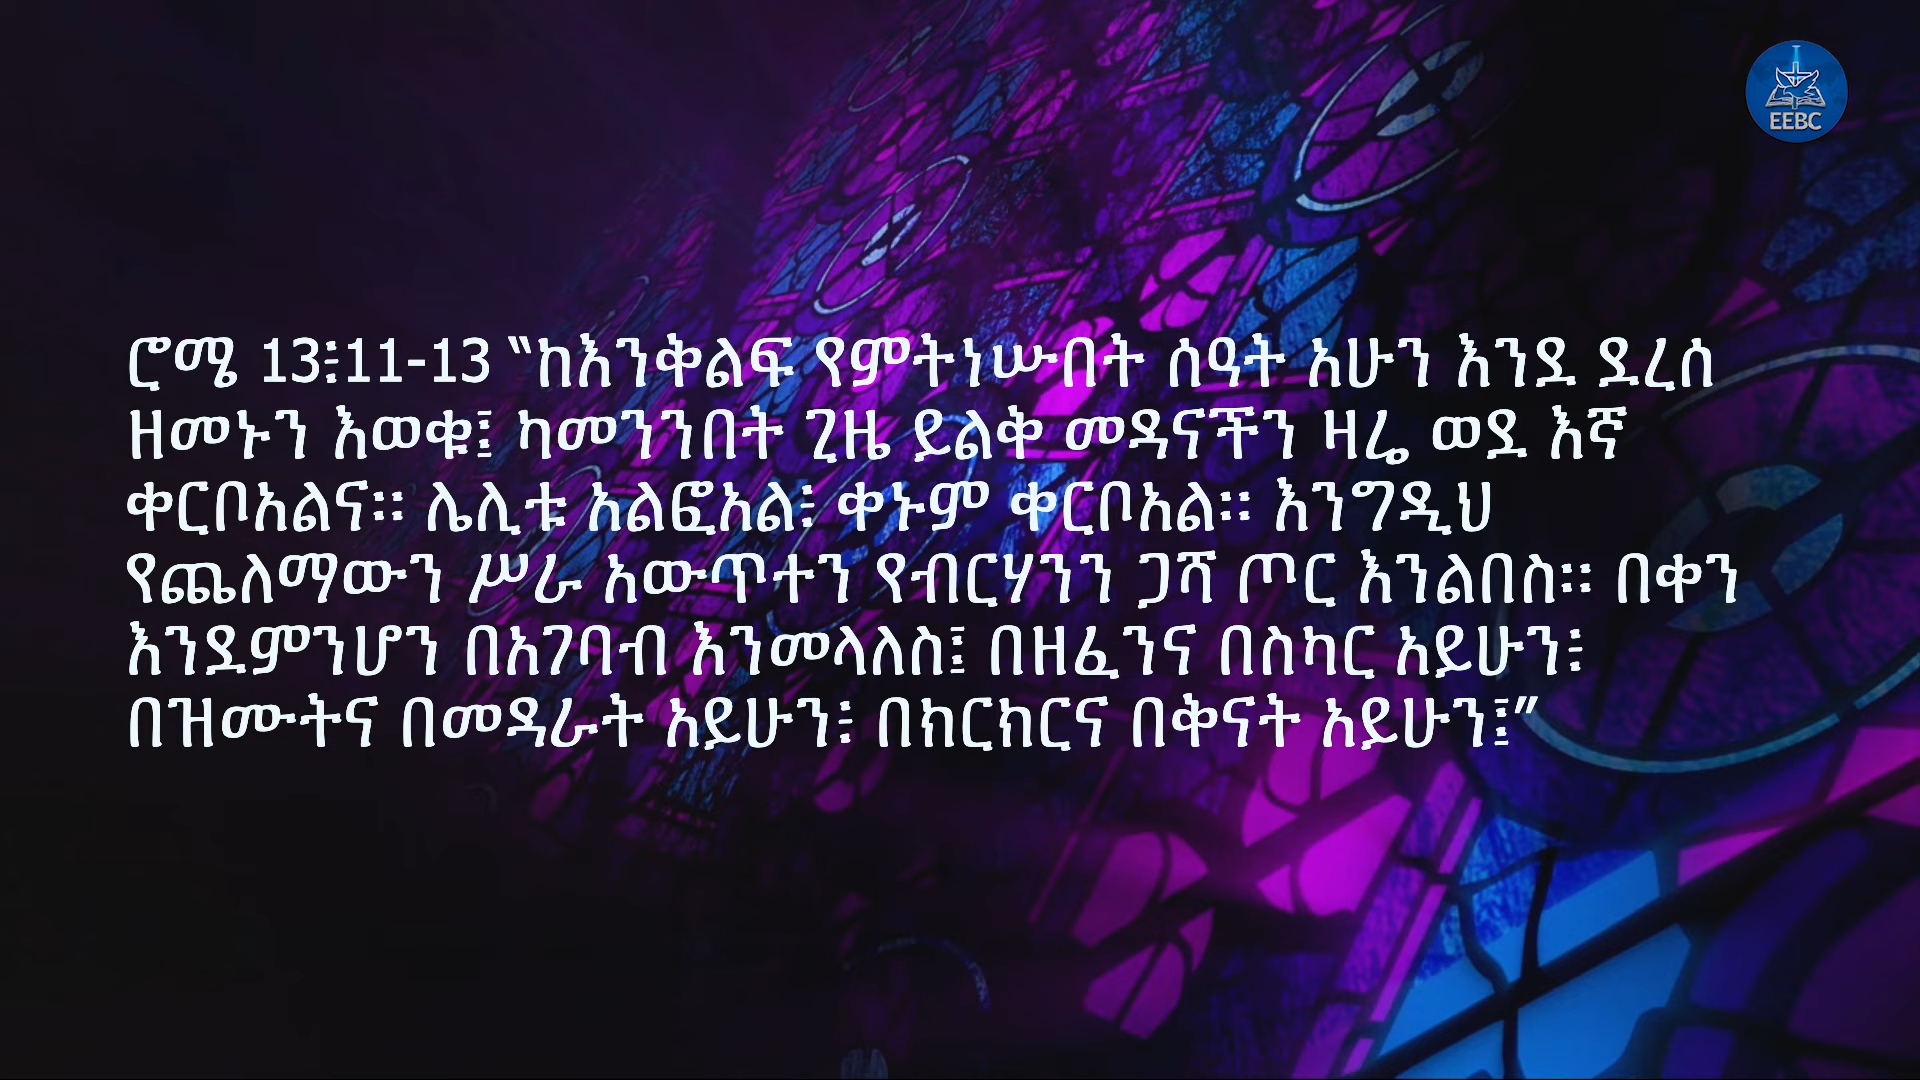 EEBC
ሮሜ 13፥11-13 “ከእንቅልፍ የምትነሡበት ሰዓት አሁን እንደ ደረሰ
ዘመኑን እወቁ፤ ካመንንበት ጊዜ ይልቅ መዳናችን ዛሬ ወደ እኛ
ቀርቦአልና። ሌሊቱ አልፎአል፥ ቀኑም ቀርቦአል። እንግዲህ
የጨለማውን ሥራ አውጥተን የብርሃንን ጋሻ ጦር እንልበስ። በቀን
እንደምንሆን በአገባብ እንመላለስ፤ በዘፈንና በስካር አይሁን፥
በዝሙትና በመዳራት አይሁን፥ በክርክርና በቅናት አይሁን፤”